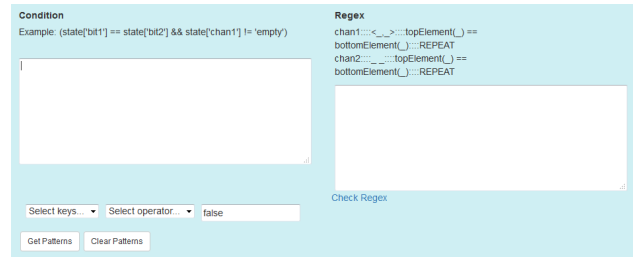 Condition
Example: (state['bit1'] == state['bit2'] && state['chan1'] != 'empty')
Regex
chan1::::<_,_>::::topElement(_) ==
bottomElement(_)::::REPEAT
chan2::::_ _::::topElement(_) ==
bottomElement(_)::::REPEAT
Check Regex
Select keys...
Select operator...
false
Get Patterns
Clear Patterns